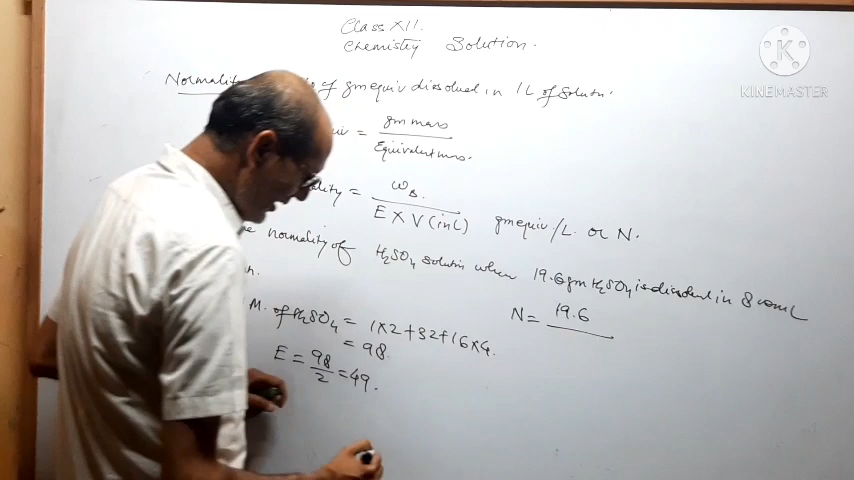 Class XII.
Chemistry Solution.
KINEMASTER
Normality of gm equiv dissolved in 1L of Solutn.
= gm mass
Equivalent mass.
= WB.
E X V (in L) gm equiv / L. or N.
normality of H2SO4 solution when 19.6 gm H2SO4 is dissolved in 800 mL
M. of H2SO4 = 1x2+32+16x4.
= 98.
N = 19.6
E = 98
2 = 49.